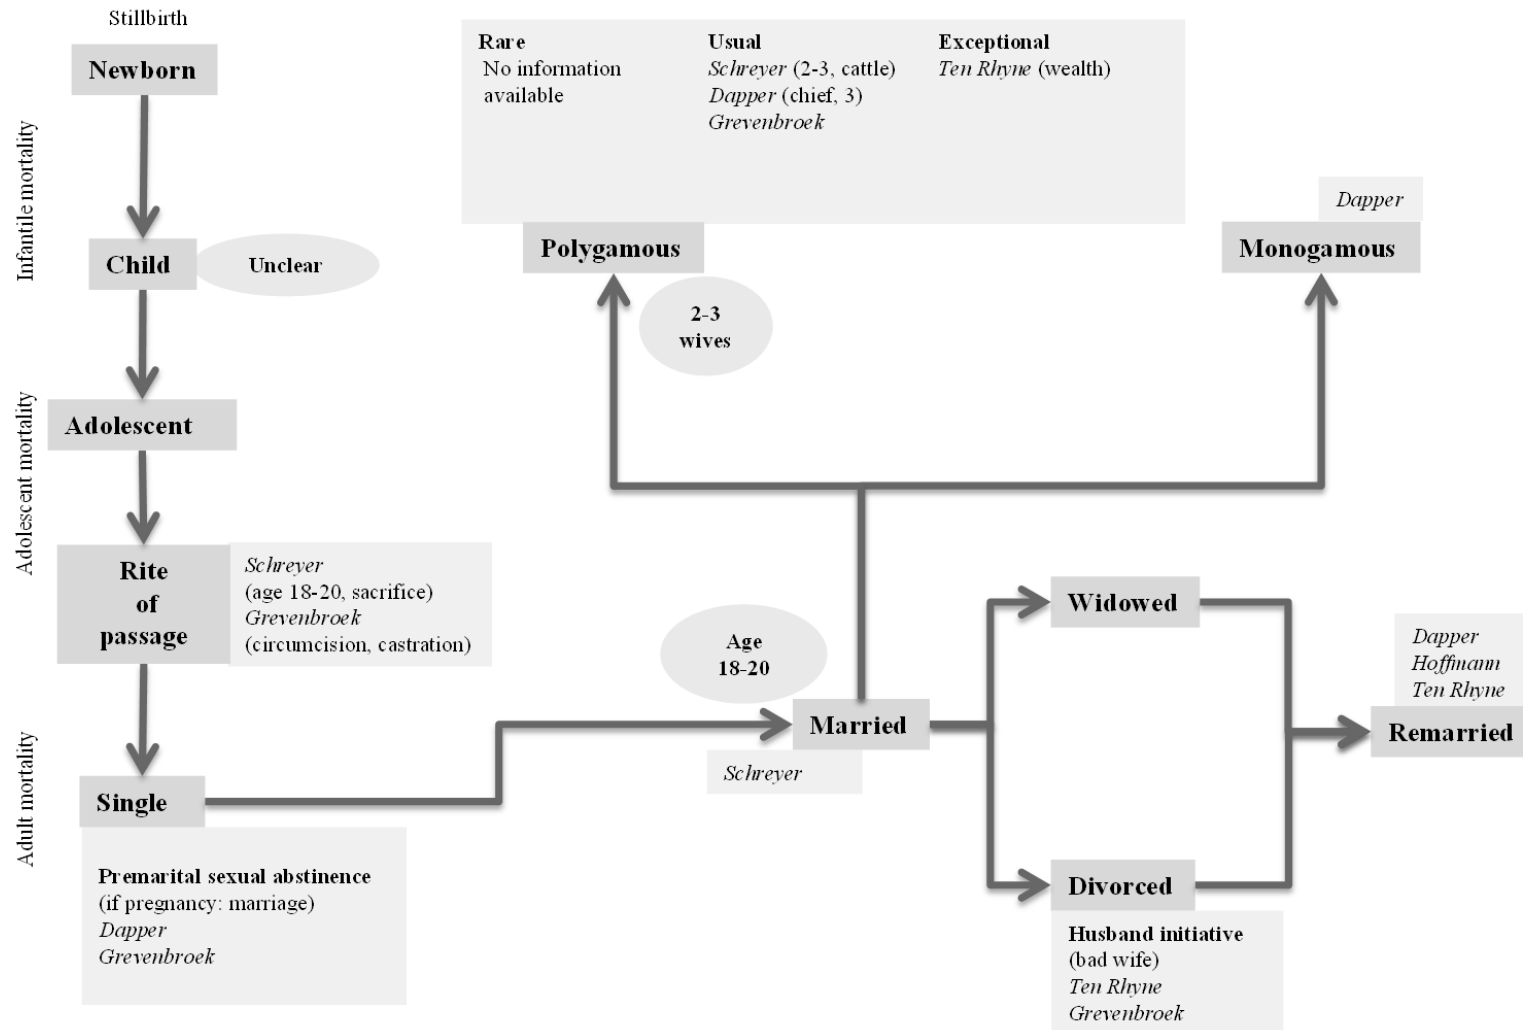 Stillbirth
Newborn
Infantile mortality
Child
Unclear
Adolescent
Adolescent mortality
Rite
of
passage
Schreyer
(age 18-20, sacrifice)
Grevenbroek
(circumcision, castration)
Adult mortality
Single
Premarital sexual abstinence
(if pregnancy: marriage)
Dapper
Grevenbroek
Rare
No information
available
Usual
Schreyer (2-3, cattle)
Dapper (chief, 3)
Grevenbroek
Exceptional
Ten Rhyne (wealth)
Polygamous
2-3
wives
Dapper
Monogamous
Age
18-20
Married
Schreyer
Widowed
Divorced
Husband initiative
(bad wife)
Ten Rhyne
Grevenbroek
Dapper
Hoffmann
Ten Rhyne
Remarried